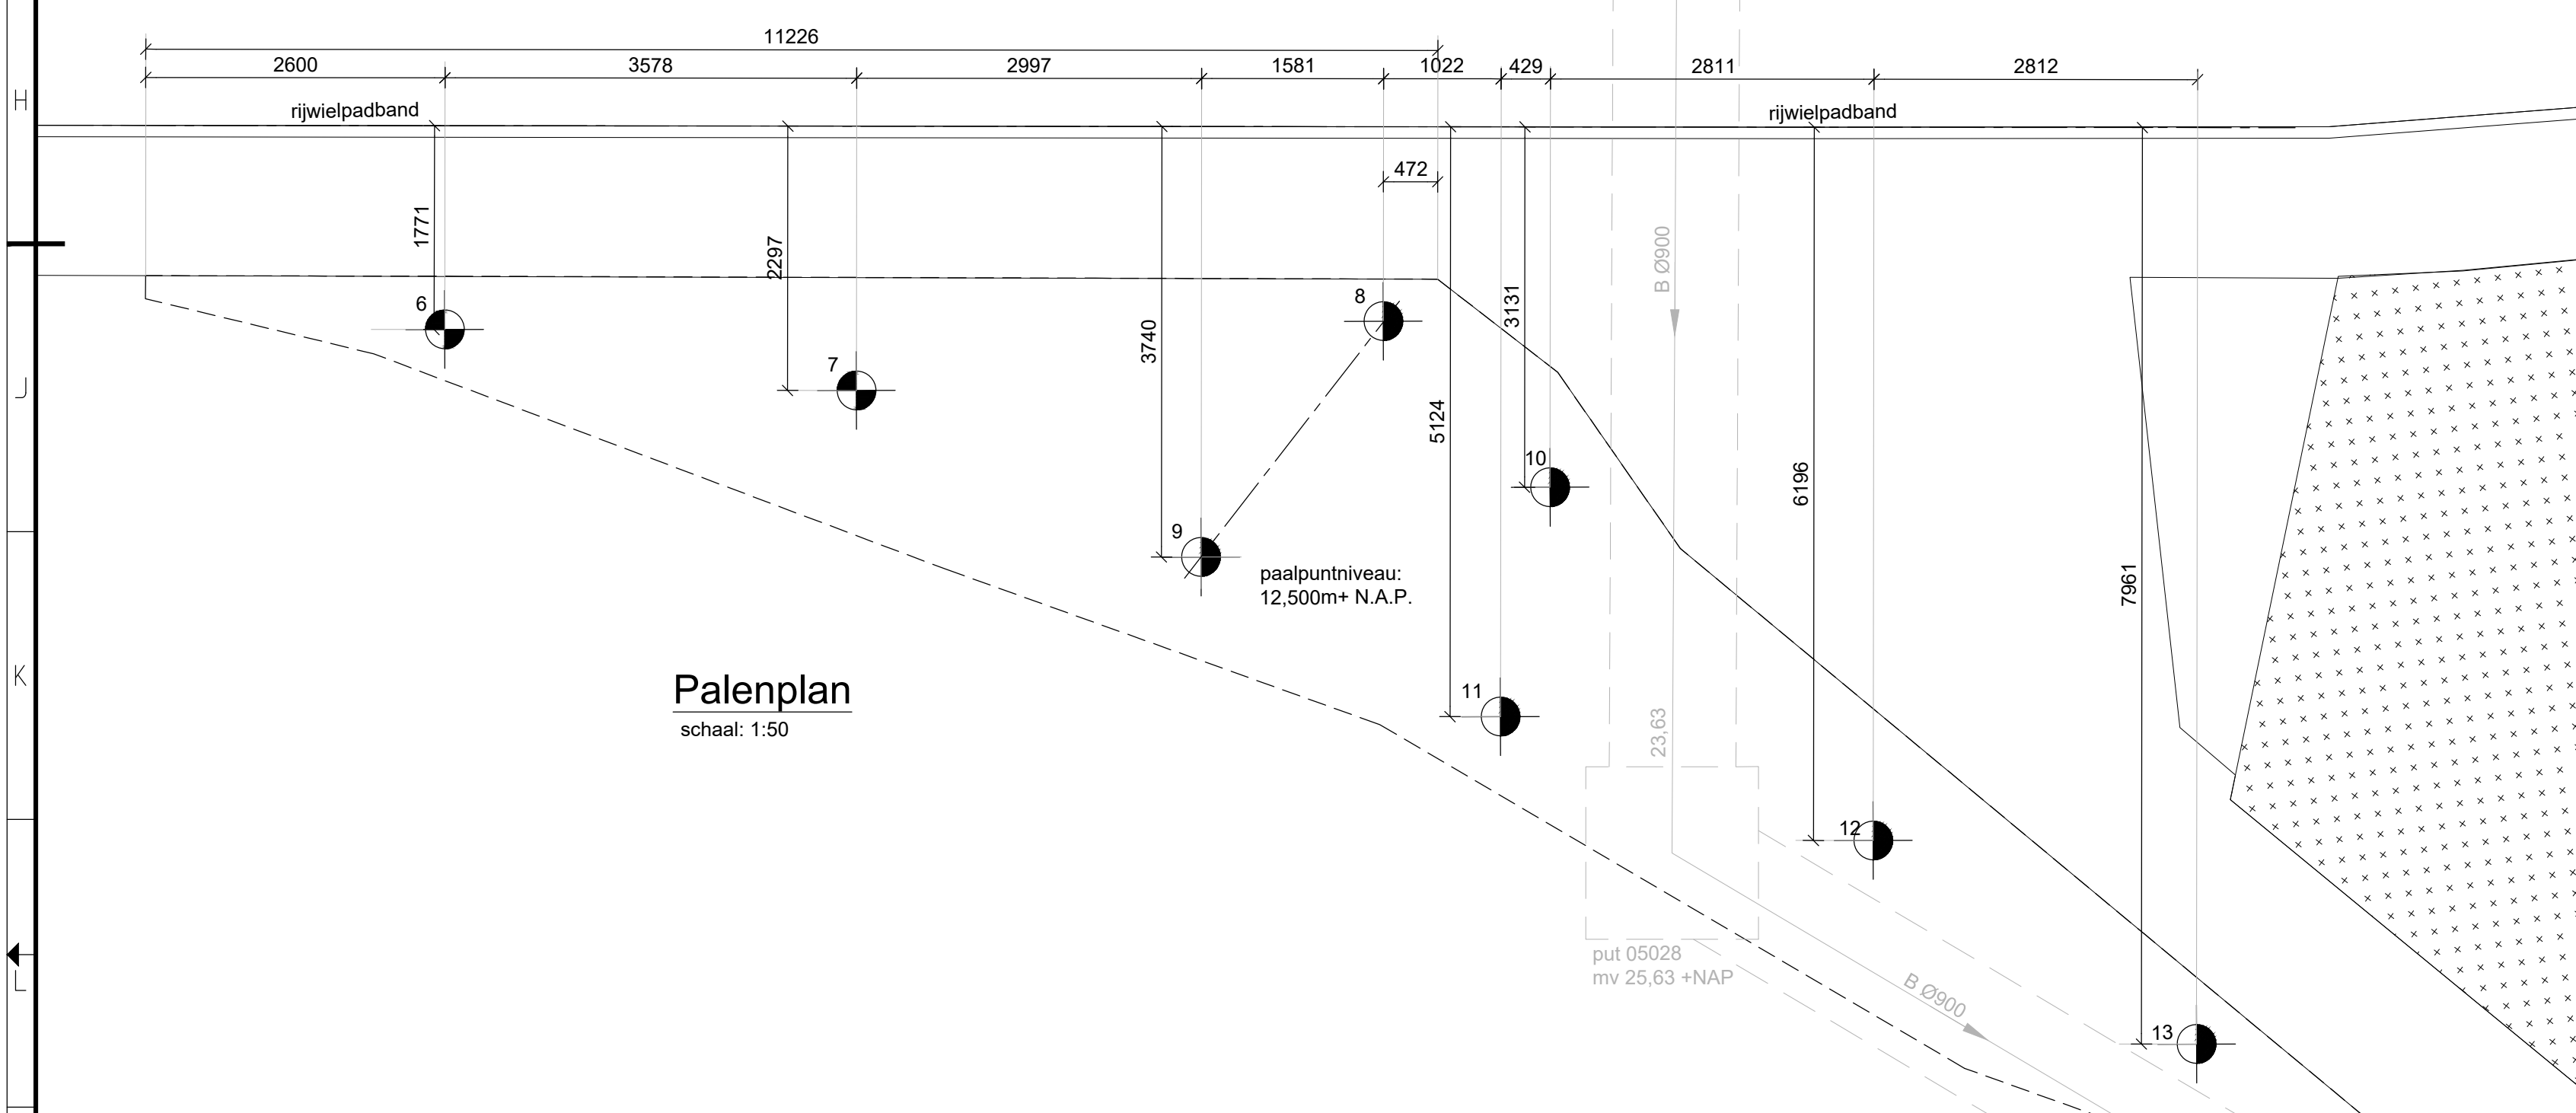 11226
2600
3578
2997
1581
1022
429
2811
2812
H
rijwielpadband
rijwielpadband
472
1771
2297
B Ø900
3131
6
8
3740
7
J
5124
10
6196
9
paalpuntniveau:
12,500m+ N.A.P.
7961
K
Palenplan
schaal: 1:50
11
23,63
12
put 05028
mv 25,63 +NAP
L
B Ø900
13